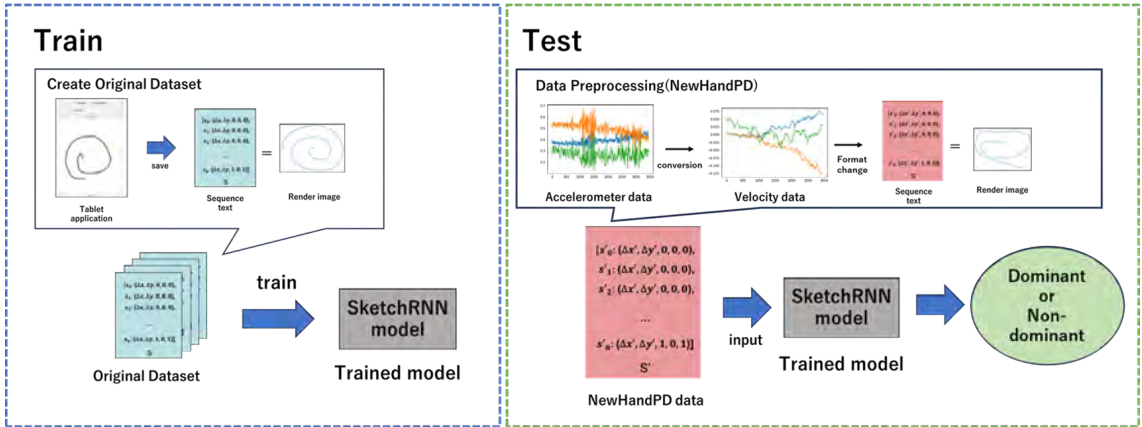 Train
Create Original Dataset
save
=
S
Tablet
application
Sequence
text
Render image
train
SketchRNN
model
S
Original Dataset
Trained model
Test
Data Preprocessing(NewHandPD)
conversion
Format
change
=
Accelerometer data
Velocity data
Sequence
text
Render image
[s'₀: (Δx', Δy', 0, 0, 0),
s'₁: (Δx', Δy', 0, 0, 0),
s'₂: (Δx', Δy', 0, 0, 0),
...
s'ₙ: (Δx', Δy', 1, 0, 1)]
S'
NewHandPD data
input
SketchRNN
model
Trained model
Dominant
or
Non-
dominant